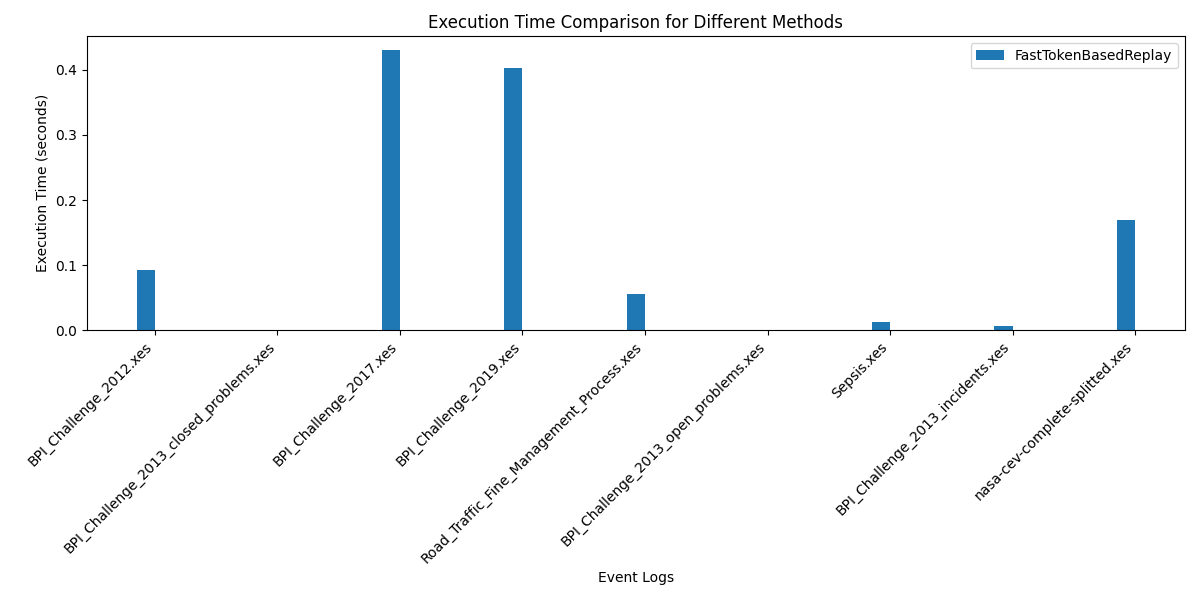 Execution Time Comparison for Different Methods
FastTokenBasedReplay
Execution Time (seconds)
0.4
0.3
0.2
0.1
0.0
BPI_Challenge_2012.xes
BPI_Challenge_2013_closed_problems.xes
BPI_Challenge_2017.xes
BPI_Challenge_2019.xes
Road_Traffic_Fine_Management_Process.xes
BPI_Challenge_2013_open_problems.xes
Sepsis.xes
BPI_Challenge_2013_incidents.xes
nasa-cev-complete-splitted.xes
Event Logs